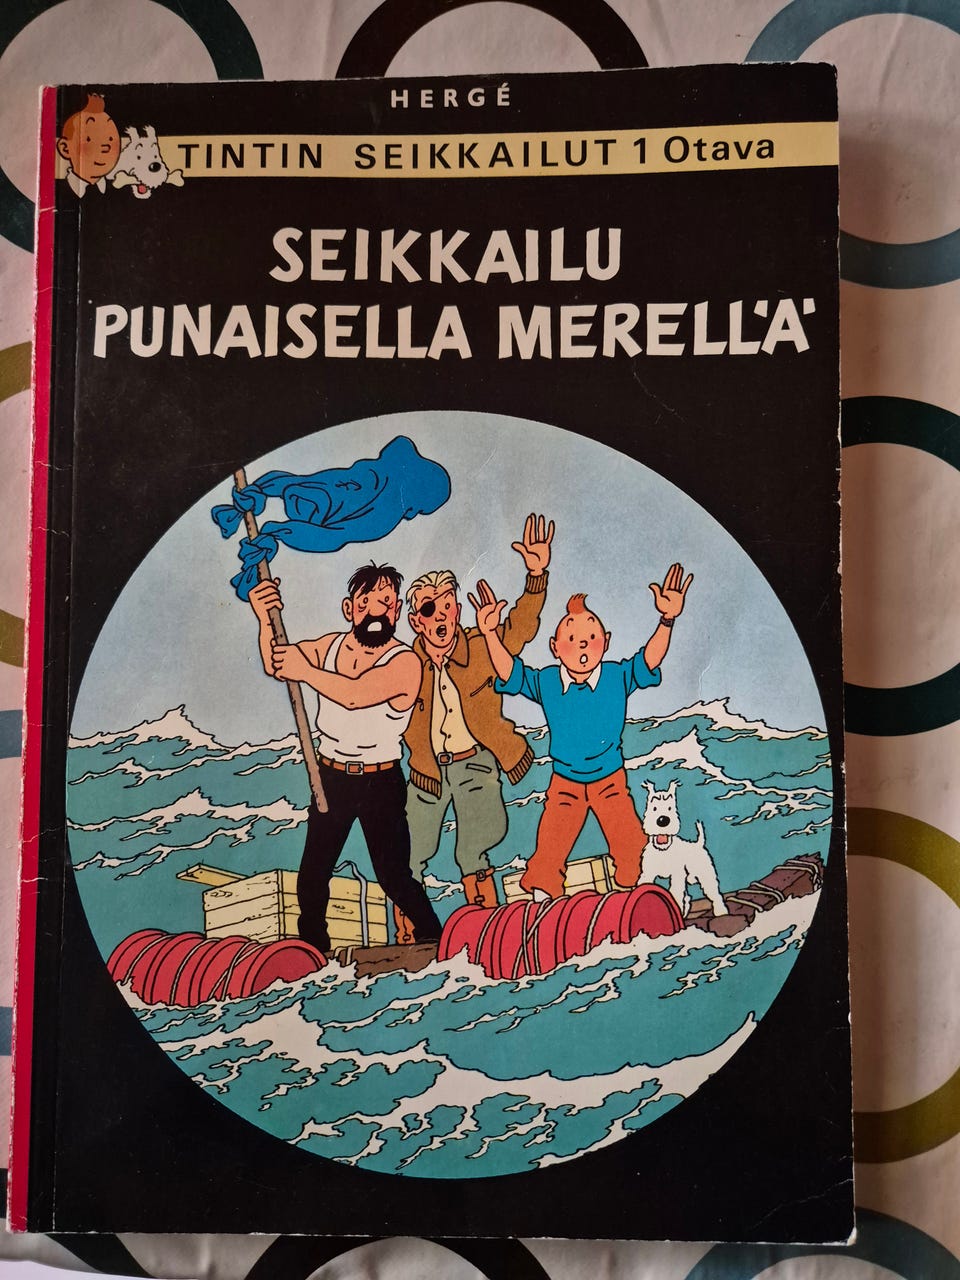 HERGÉ
TINTIN SEIKKAILUT 1 Otava
SEIKKAILU
PUNAISELLA MERELLÄ